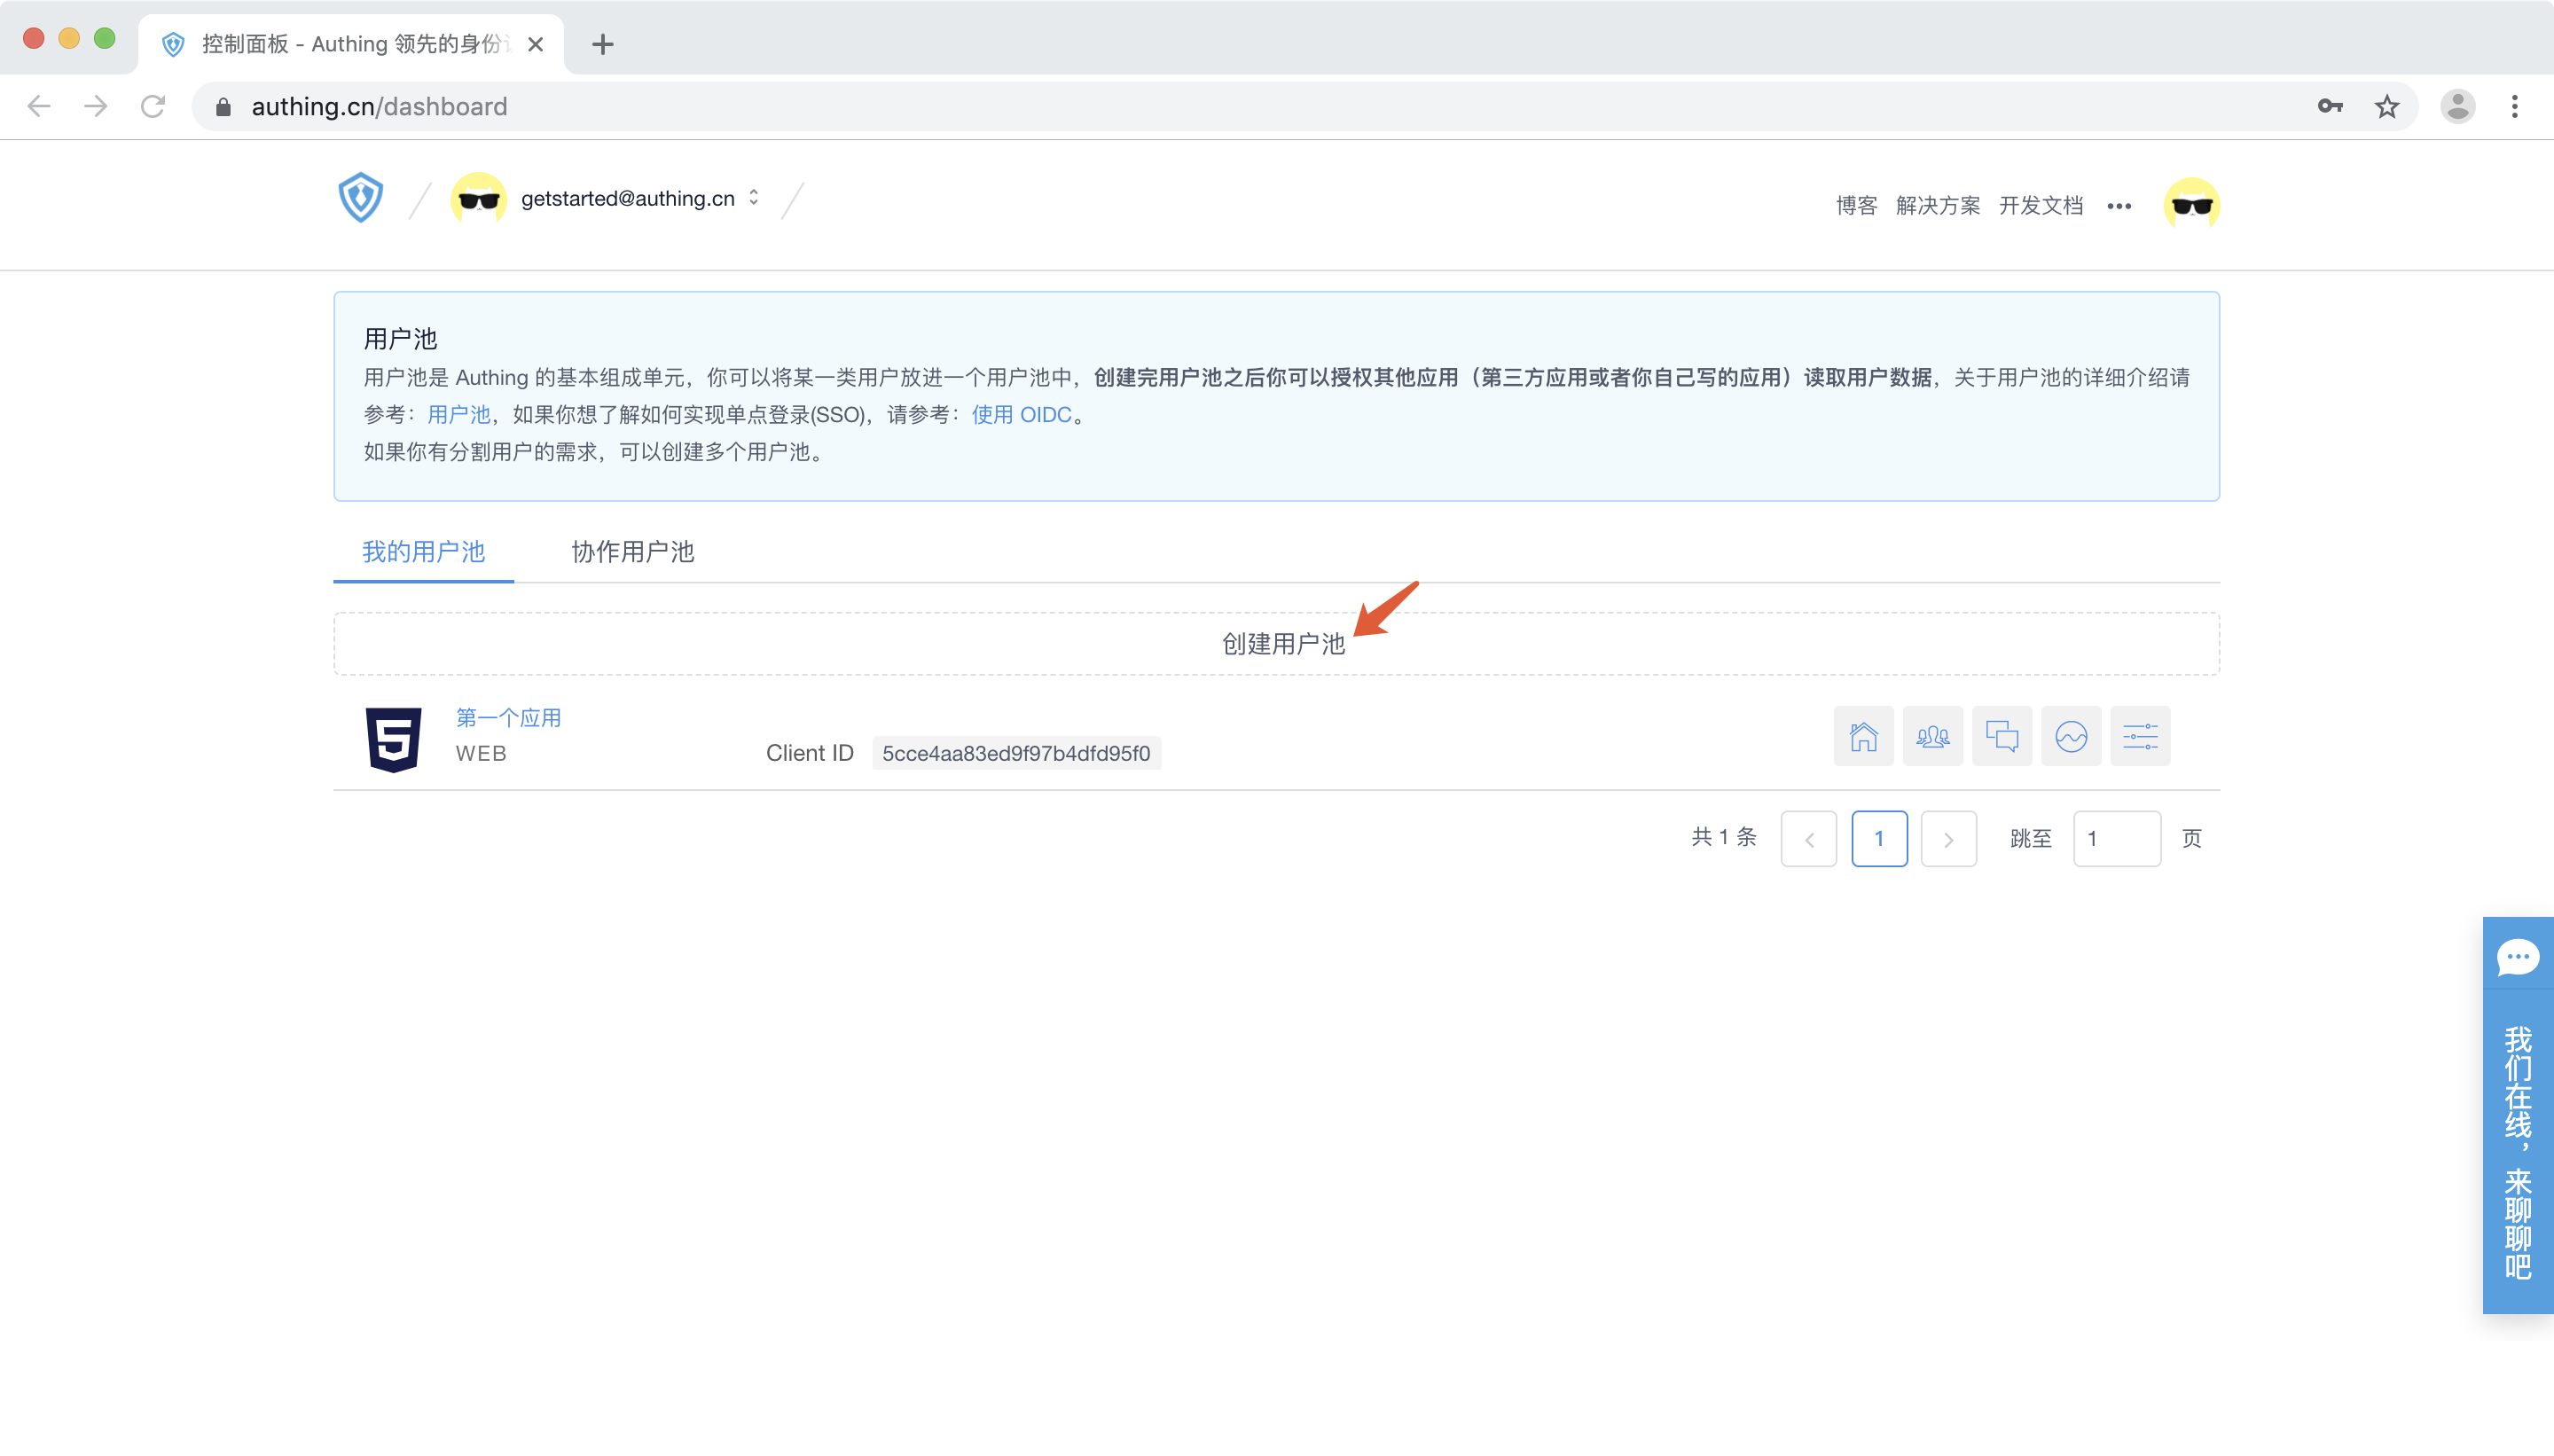 控制面板 - Authing 领先的身份
authing.cn/dashboard
getstarted@authing.cn
博客 解决方案 开发文档
用户池
用户池是 Authing 的基本组成单元，你可以将某一类用户放进一个用户池中，创建完用户池之后你可以授权其他应用（第三方应用或者你自己写的应用）读取用户数据，关于用户池的详细介绍请
参考：用户池，如果你想了解如何实现单点登录(SSO)，请参考：使用 OIDC。
如果你有分割用户的需求，可以创建多个用户池。
我的用户池 协作用户池
创建用户池
第一个应用
WEB Client ID 5cce4aa83ed9f97b4dfd95f0
共 1 条 1 跳至 1 页
我们在线，来聊聊吧